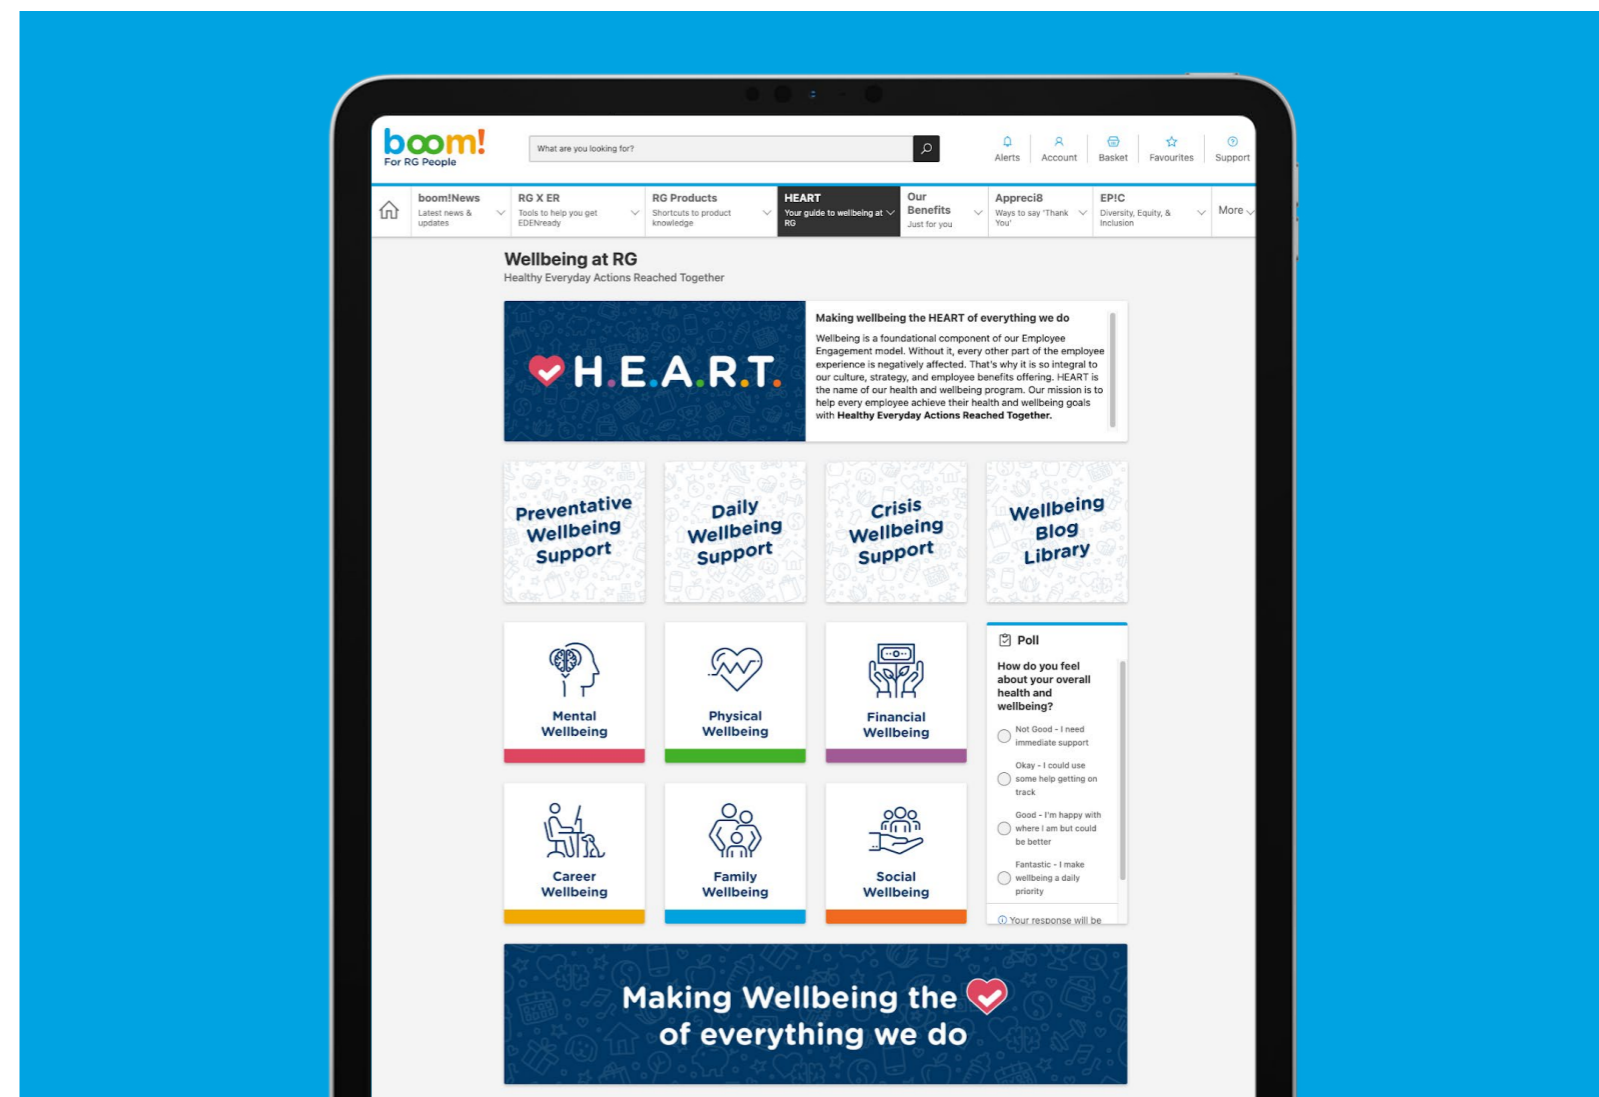 boom!
For RG People
What are you looking for?
Alerts
Account
Basket
Favourites
Support
boom!News
Latest news &
updates
RG X ER
Tools to help you get
EDENready
RG Products
Shortcuts to product
knowledge
HEART
Your guide to wellbeing at
RG
Our
Benefits
Just for you
Appreci8
Ways to say 'Thank
You'
EP!C
Diversity, Equity, &
Inclusion
More
Wellbeing at RG
Healthy Everyday Actions Reached Together
H.E.A.R.T.
Making wellbeing the HEART of everything we do
Wellbeing is a foundational component of our Employee
Engagement model. Without it, every other part of the employee
experience is negatively affected. That's why it is so integral to
our culture, strategy, and employee benefits offering. HEART is
the name of our health and wellbeing program. Our mission is to
help every employee achieve their health and wellbeing goals
with Healthy Everyday Actions Reached Together.
Preventative
Wellbeing
Support
Daily
Wellbeing
Support
Crisis
Wellbeing
Support
Wellbeing
Blog
Library
Mental
Wellbeing
Physical
Wellbeing
Financial
Wellbeing
Poll
How do you feel
about your overall
health and
wellbeing?
Not Good - I need
immediate support
Okay - I could use
some help getting on
track
Good - I'm happy with
where I am but could
be better
Fantastic - I make
wellbeing a daily
priority
Your response will be
Career
Wellbeing
Family
Wellbeing
Social
Wellbeing
Making Wellbeing the
of everything we do